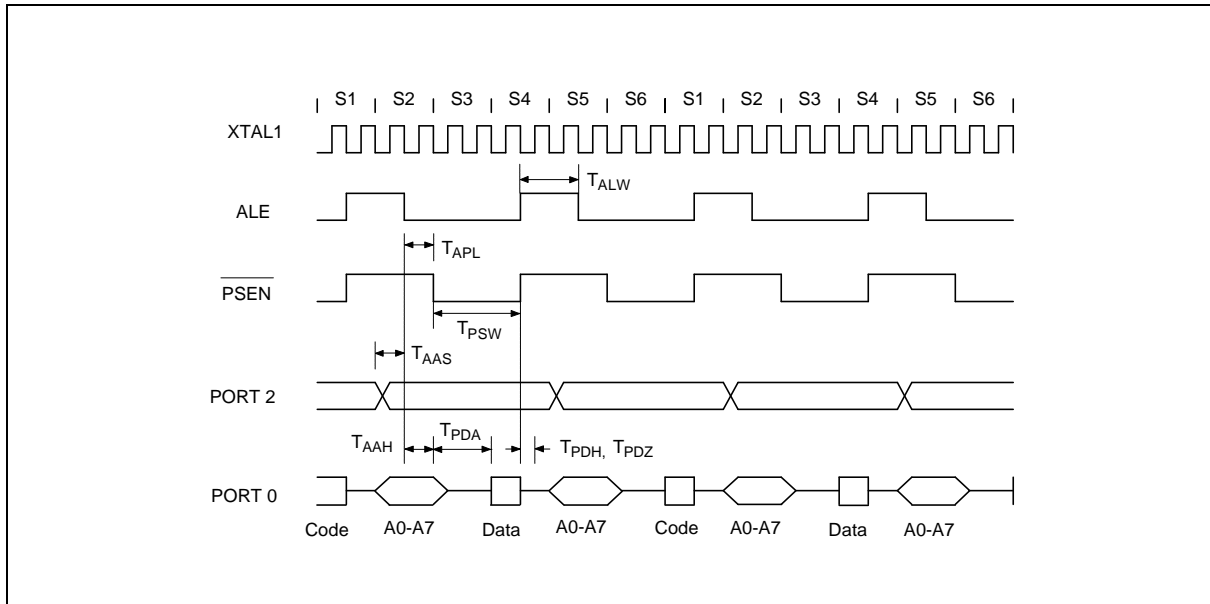 S1 S2 S3 S4 S5 S6 S1 S2 S3 S4 S5 S6
XTAL1
TALW
ALE
TAPL
PSEN
TPSW
TAAS
PORT 2
TAAH TPDA TPDH, TPDZ
PORT 0
Code A0-A7 Data A0-A7 Code A0-A7 Data A0-A7